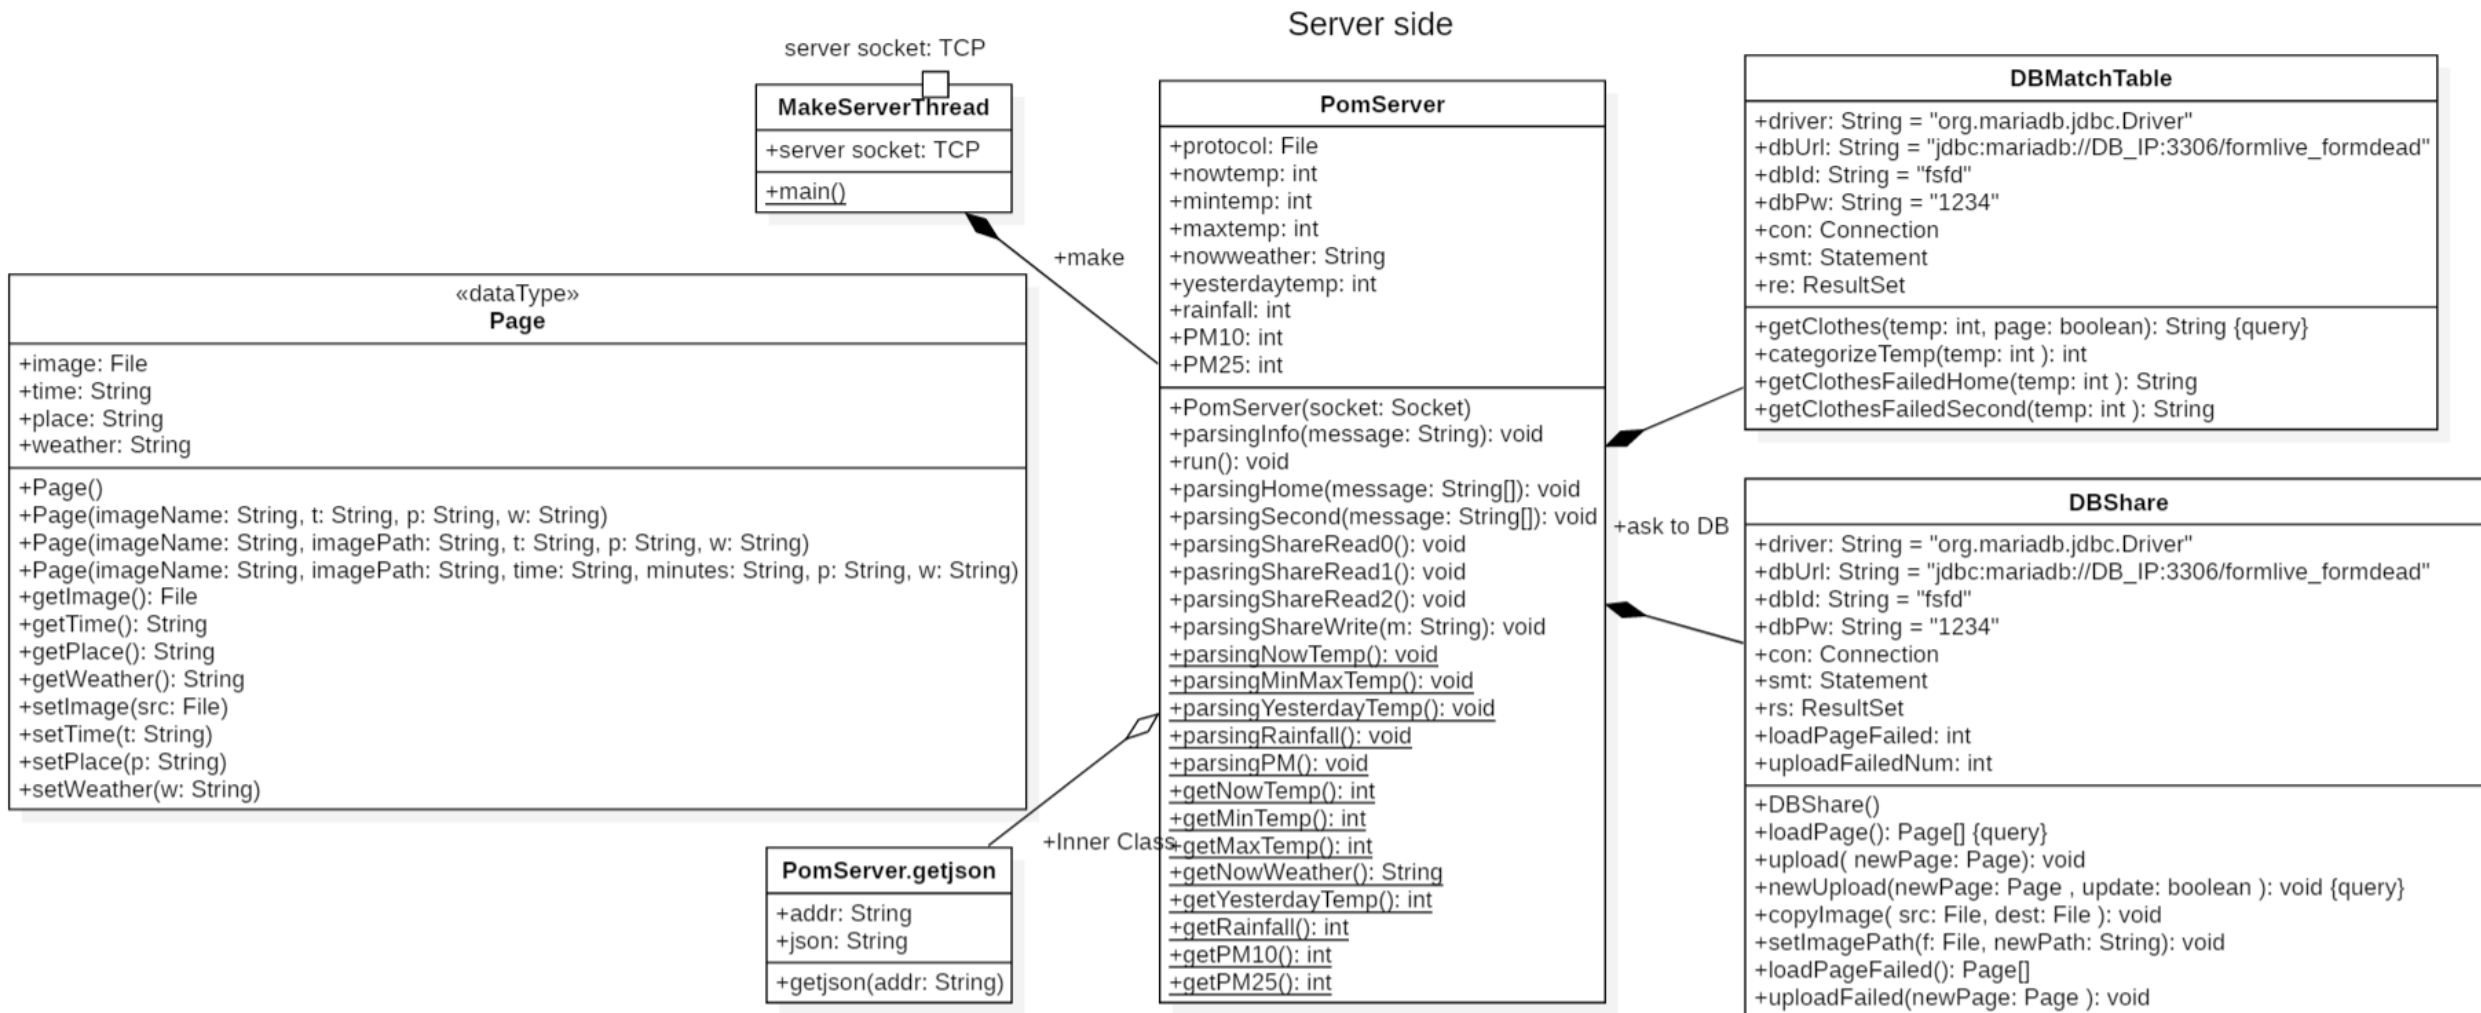 Server side
server socket: TCP
MakeServerThread
+server socket: TCP
+main()
+make
«dataType»
Page
+image: File
+time: String
+place: String
+weather: String
+Page()
+Page(imageName: String, t: String, p: String, w: String)
+Page(imageName: String, imagePath: String, t: String, p: String, w: String)
+Page(imageName: String, imagePath: String, time: String, minutes: String, p: String, w: String)
+getImage(): File
+getTime(): String
+getPlace(): String
+getWeather(): String
+setImage(src: File)
+setTime(t: String)
+setPlace(p: String)
+setWeather(w: String)
+Inner Class
PomServer.getjson
+addr: String
+json: String
+getjson(addr: String)
PomServer
+protocol: File
+nowtemp: int
+mintemp: int
+maxtemp: int
+nowweather: String
+yesterdaytemp: int
+rainfall: int
+PM10: int
+PM25: int
+PomServer(socket: Socket)
+parsingInfo(message: String): void
+run(): void
+parsingHome(message: String[]): void
+parsingSecond(message: String[]): void
+parsingShareRead0(): void
+pasringShareRead1(): void
+parsingShareRead2(): void
+parsingShareWrite(m: String): void
+parsingNowTemp(): void
+parsingMinMaxTemp(): void
+parsingYesterdayTemp(): void
+parsingRainfall(): void
+parsingPM(): void
+getNowTemp(): int
+getMinTemp(): int
+getMaxTemp(): int
+getNowWeather(): String
+getYesterdayTemp(): int
+getRainfall(): int
+getPM10(): int
+getPM25(): int
+ask to DB
DBMatchTable
+driver: String = "org.mariadb.jdbc.Driver"
+dbUrl: String = "jdbc:mariadb://DB_IP:3306/formlive_formdead"
+dbId: String = "fsfd"
+dbPw: String = "1234"
+con: Connection
+smt: Statement
+re: ResultSet
+getClothes(temp: int, page: boolean): String {query}
+categorizeTemp(temp: int ): int
+getClothesFailedHome(temp: int ): String
+getClothesFailedSecond(temp: int ): String
DBShare
+driver: String = "org.mariadb.jdbc.Driver"
+dbUrl: String = "jdbc:mariadb://DB_IP:3306/formlive_formdead"
+dbId: String = "fsfd"
+dbPw: String = "1234"
+con: Connection
+smt: Statement
+rs: ResultSet
+loadPageFailed: int
+uploadFailedNum: int
+DBShare()
+loadPage(): Page[] {query}
+upload( newPage: Page): void
+newUpload(newPage: Page , update: boolean ): void {query}
+copyImage( src: File, dest: File ): void
+setImagePath(f: File, newPath: String): void
+loadPageFailed(): Page[]
+uploadFailed(newPage: Page ): void